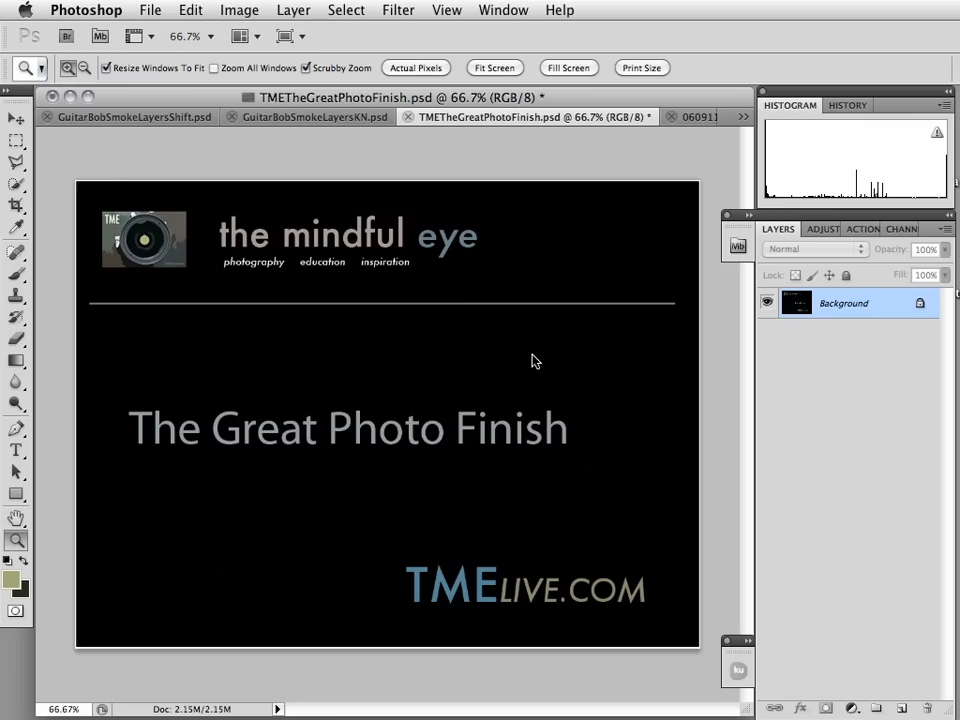 Photoshop File Edit Image Layer Select Filter View Window Help
Ps Br Mb 66.7%
Resize Windows To Fit Zoom All Windows Scrubby Zoom Actual Pixels Fit Screen Fill Screen Print Size
TMETheGreatPhotoFinish.psd @ 66.7% (RGB/8) *
GuitarBobSmokeLayersShift.psd GuitarBobSmokeLayersKN.psd TMETheGreatPhotoFinish.psd @ 66.7% (RGB/8) * 060911
HISTOGRAM HISTORY
TME
the mindful eye
photography education inspiration
The Great Photo Finish
TMELIVE.COM
Mb
LAYERS ADJUST ACTION CHANN
Normal Opacity: 100%
Lock: Fill: 100%
Background
T
ku
66.67% Doc: 2.15M/2.15M
fx